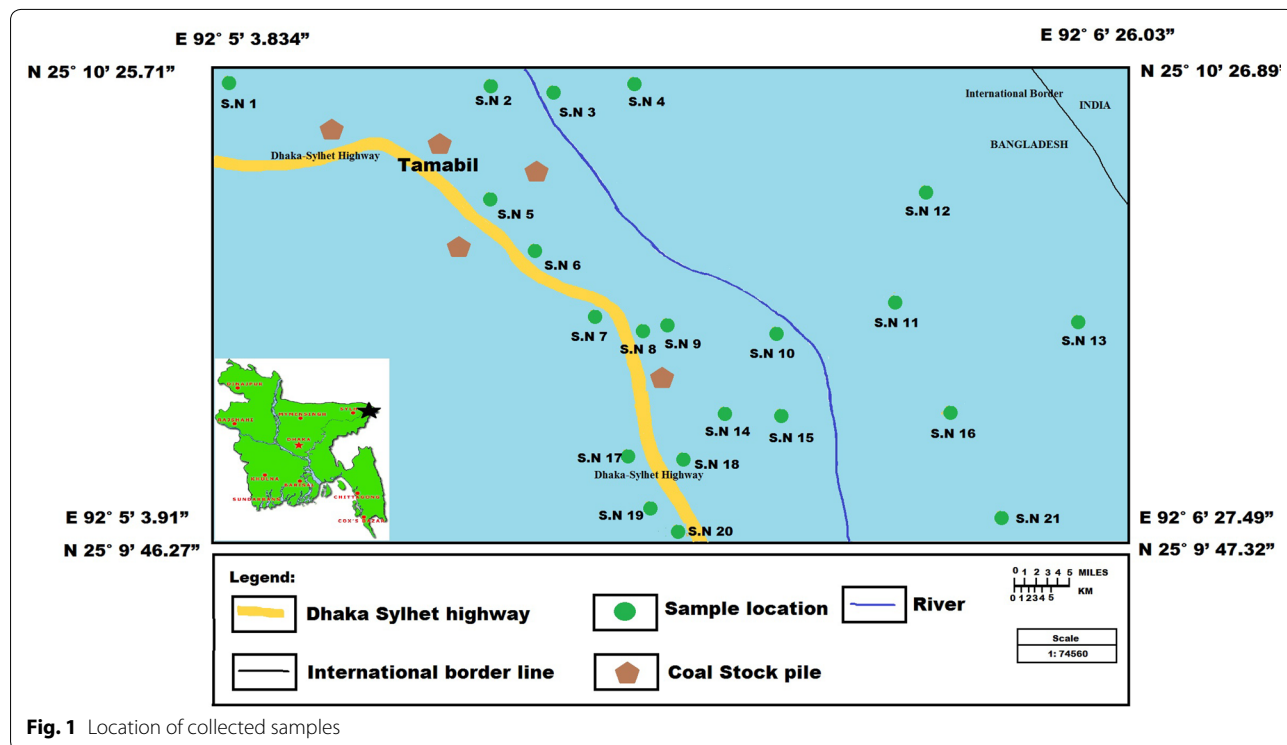 E 92° 5’ 3.834”
E 92° 6’ 26.03”
N 25° 10’ 25.71”
N 25° 10’ 26.89”
S.N 1
S.N 2
S.N 3
S.N 4
International Border
INDIA
BANGLADESH
Dhaka-Sylhet Highway
Tamabil
S.N 5
S.N 12
S.N 6
S.N 7
S.N 8
S.N 9
S.N 10
S.N 11
S.N 13
DHAKA
S.N 14
S.N 15
S.N 16
S.N 17
S.N 18
Dhaka-Sylhet Highway
CHITTGUNG
COX'S BAZAR
S.N 19
S.N 20
S.N 21
E 92° 5’ 3.91”
N 25° 9’ 46.27”
E 92° 6’ 27.49”
N 25° 9’ 47.32”
Legend:
Dhaka Sylhet highway
Sample location
River
International border line
Coal Stock pile
0 1 2 3 4 5 MILES
0 1 2 3 4 5 KM
Scale
1: 74560
Fig. 1 Location of collected samples